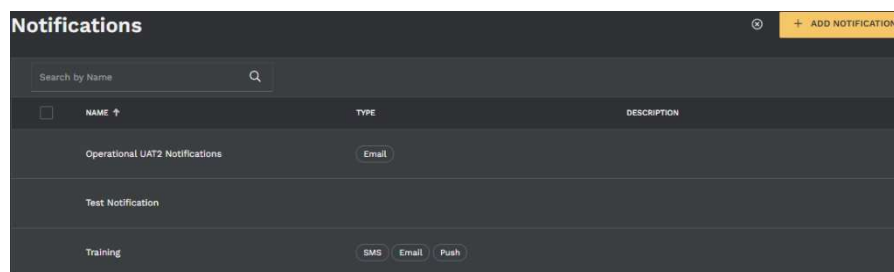 Notifications
+ ADD NOTIFICATION
Search by Name
NAME ↑ TYPE DESCRIPTION
Operational UAT2 Notifications Email
Test Notification
Training SMS Email Push